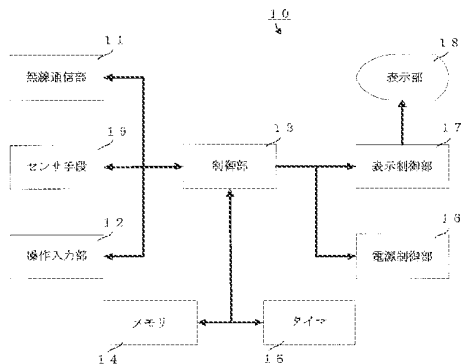 １０
１１
無線通信部
１８
表示部
１９
センサ手段
１３
制御部
１７
表示制御部
１２
操作入力部
１６
電源制御部
メモリ
１４
タイマ
１５